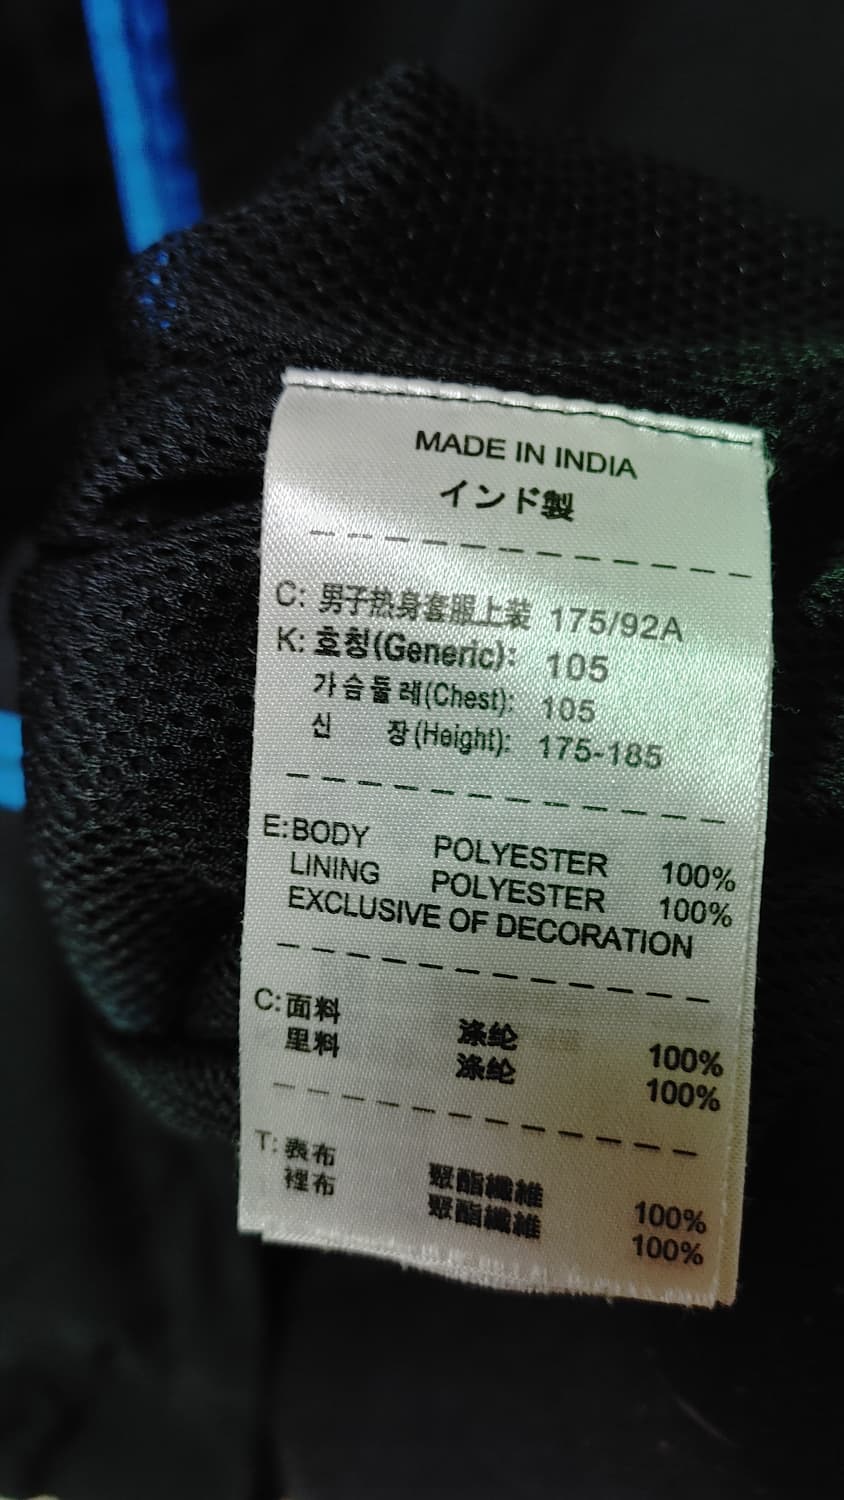 MADE IN INDIA
インド製
C: 男子热身套服上装 175/92A
K: 호칭(Generic): 105
가슴둘레(Chest): 105
신 장(Height): 175-185
E:BODY POLYESTER 100%
LINING POLYESTER 100%
EXCLUSIVE OF DECORATION
C:面料 涤纶 100%
里料 涤纶 100%
T:表布 聚酯纖維 100%
裡布 聚酯纖維 100%